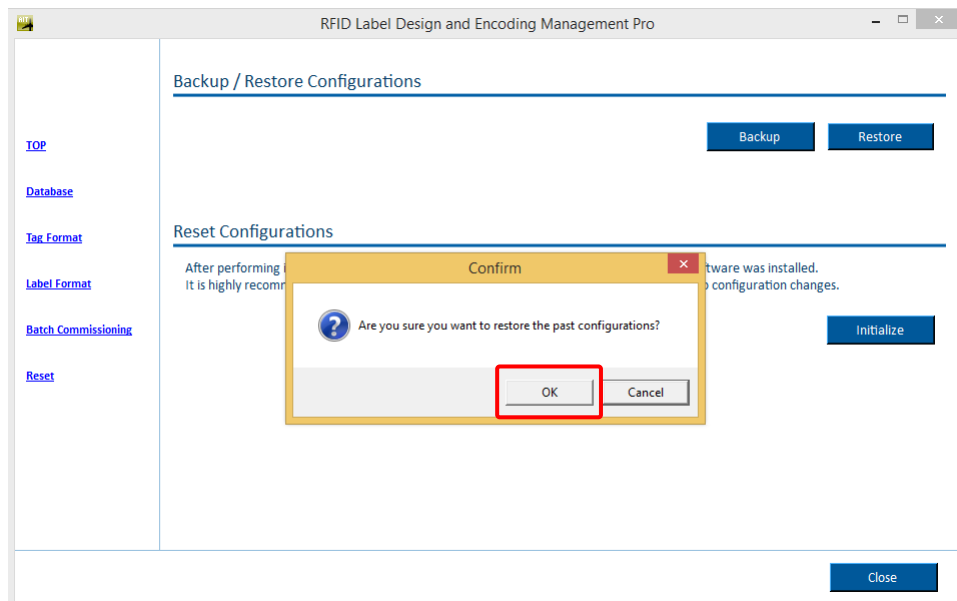 RFID Label Design and Encoding Management Pro
Backup / Restore Configurations
Backup
Restore
TOP
Database
Tag Format
Label Format
Batch Commissioning
Reset
Reset Configurations
After performing
tware was installed.
It is highly recomm
configuration changes.
Initialize
Confirm
Are you sure you want to restore the past configurations?
OK
Cancel
Close